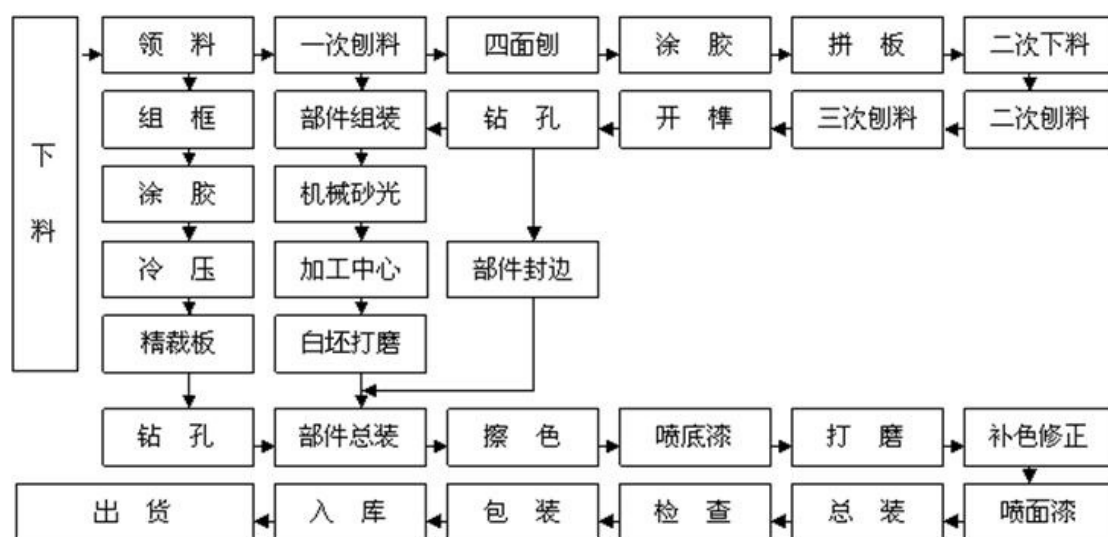 下料
领 料
一次刨料
四面刨
涂 胶
拼 板
二次下料
组 框
部件组装
钻 孔
开 榫
三次刨料
二次刨料
涂 胶
机械砂光
冷 压
加工中心
部件封边
精裁板
白坯打磨
钻 孔
部件总装
擦 色
喷底漆
打 磨
补色修正
出 货
入 库
包 装
检 查
总 装
喷面漆